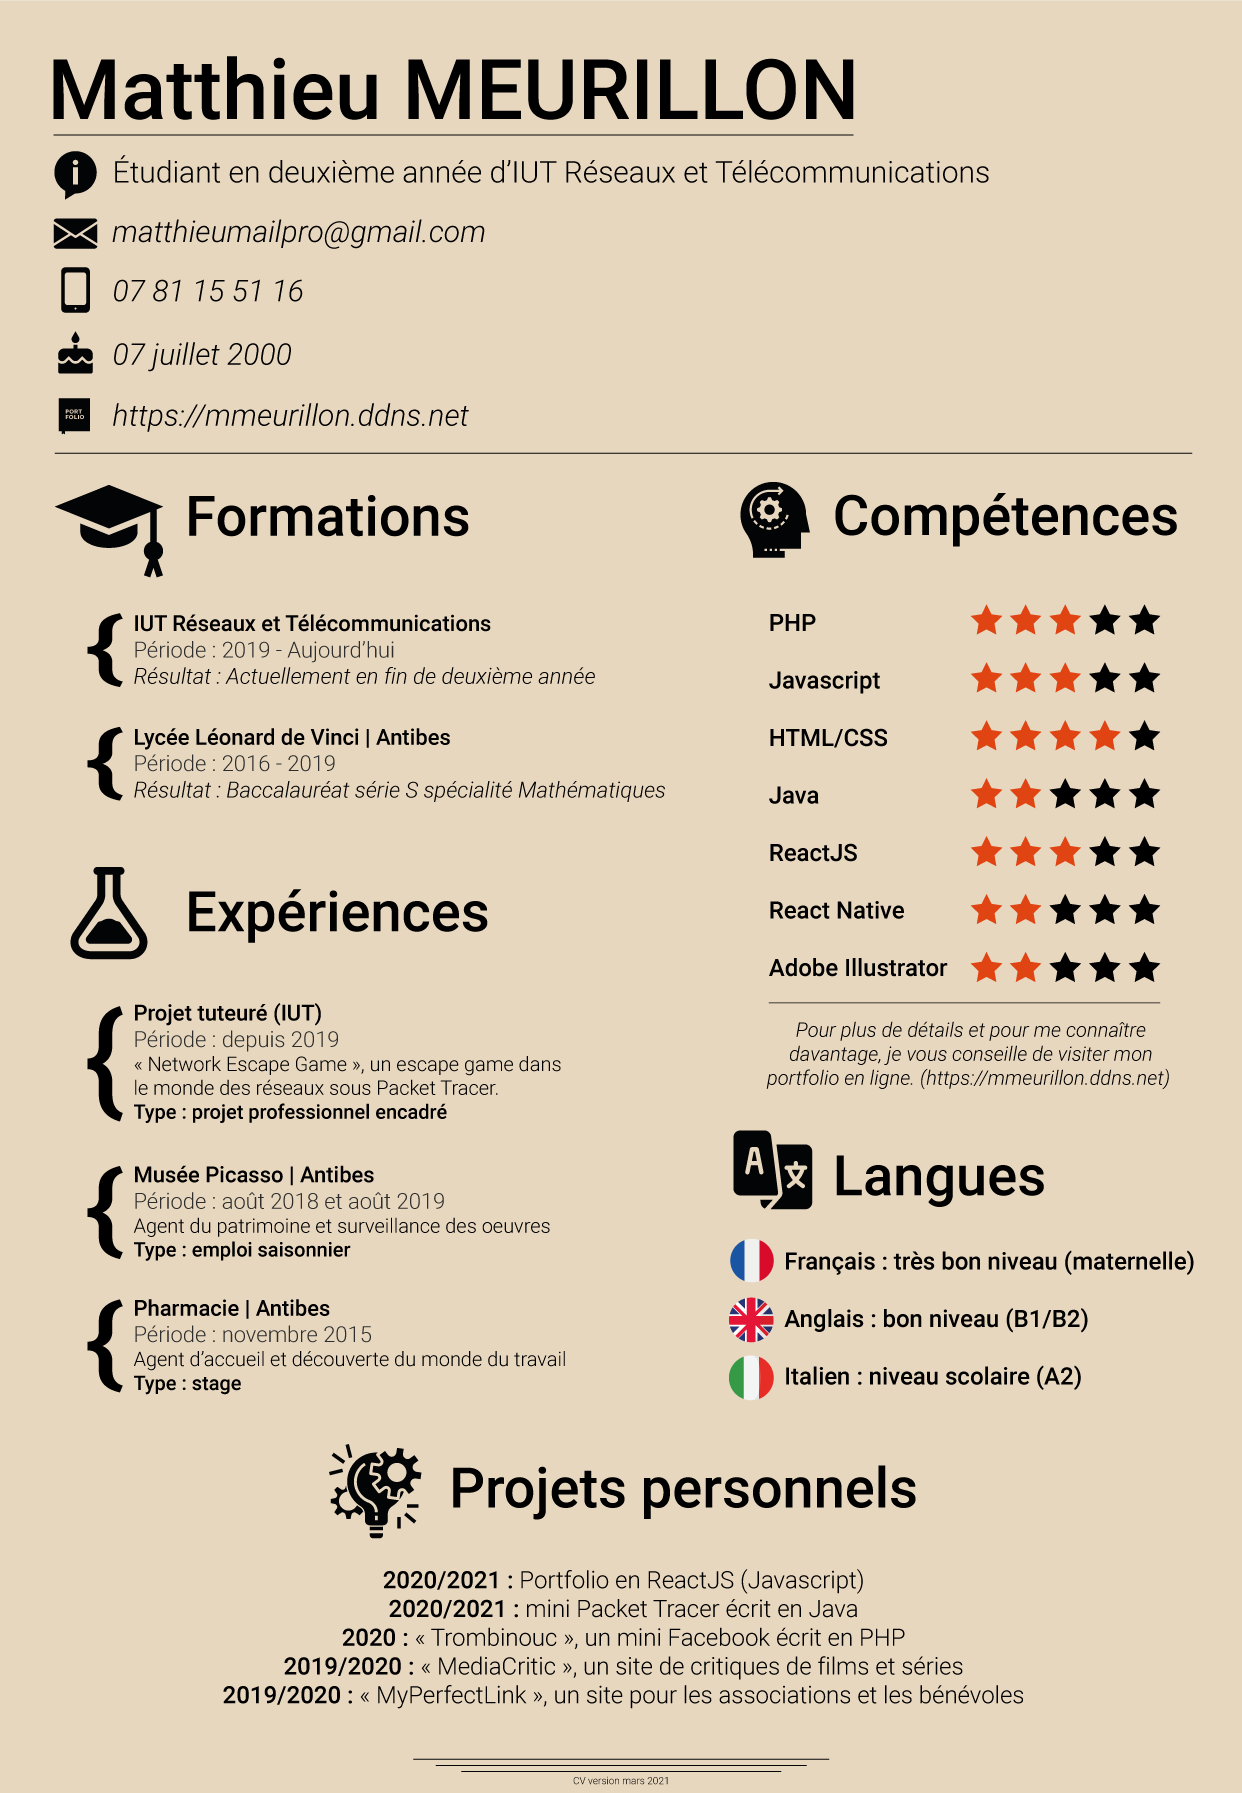 Matthieu MEURILLON
Étudiant en deuxième année d'IUT Réseaux et Télécommunications
matthieumailpro@gmail.com
07 81 15 51 16
07 juillet 2000
PORT
FOLIO
https://mmeurillon.ddns.net
Formations
IUT Réseaux et Télécommunications
Période : 2019 - Aujourd'hui
Résultat : Actuellement en fin de deuxième année
Lycée Léonard de Vinci | Antibes
Période : 2016 - 2019
Résultat : Baccalauréat série S spécialité Mathématiques
Expériences
Projet tuteuré (IUT)
Période : depuis 2019
« Network Escape Game », un escape game dans
le monde des réseaux sous Packet Tracer.
Type : projet professionnel encadré
Musée Picasso | Antibes
Période : août 2018 et août 2019
Agent du patrimoine et surveillance des oeuvres
Type : emploi saisonnier
Pharmacie | Antibes
Période : novembre 2015
Agent d'accueil et découverte du monde du travail
Type : stage
Compétences
PHP
Javascript
HTML/CSS
Java
ReactJS
React Native
Adobe Illustrator
Pour plus de détails et pour me connaître
davantage, je vous conseille de visiter mon
portfolio en ligne. (https://mmeurillon.ddns.net)
A 文
Langues
Français : très bon niveau (maternelle)
Anglais : bon niveau (B1/B2)
Italien : niveau scolaire (A2)
Projets personnels
2020/2021 : Portfolio en ReactJS (Javascript)
2020/2021 : mini Packet Tracer écrit en Java
2020 : « Trombinouc », un mini Facebook écrit en PHP
2019/2020 : « MediaCritic », un site de critiques de films et séries
2019/2020 : « MyPerfectLink », un site pour les associations et les bénévoles
CV version mars 2021